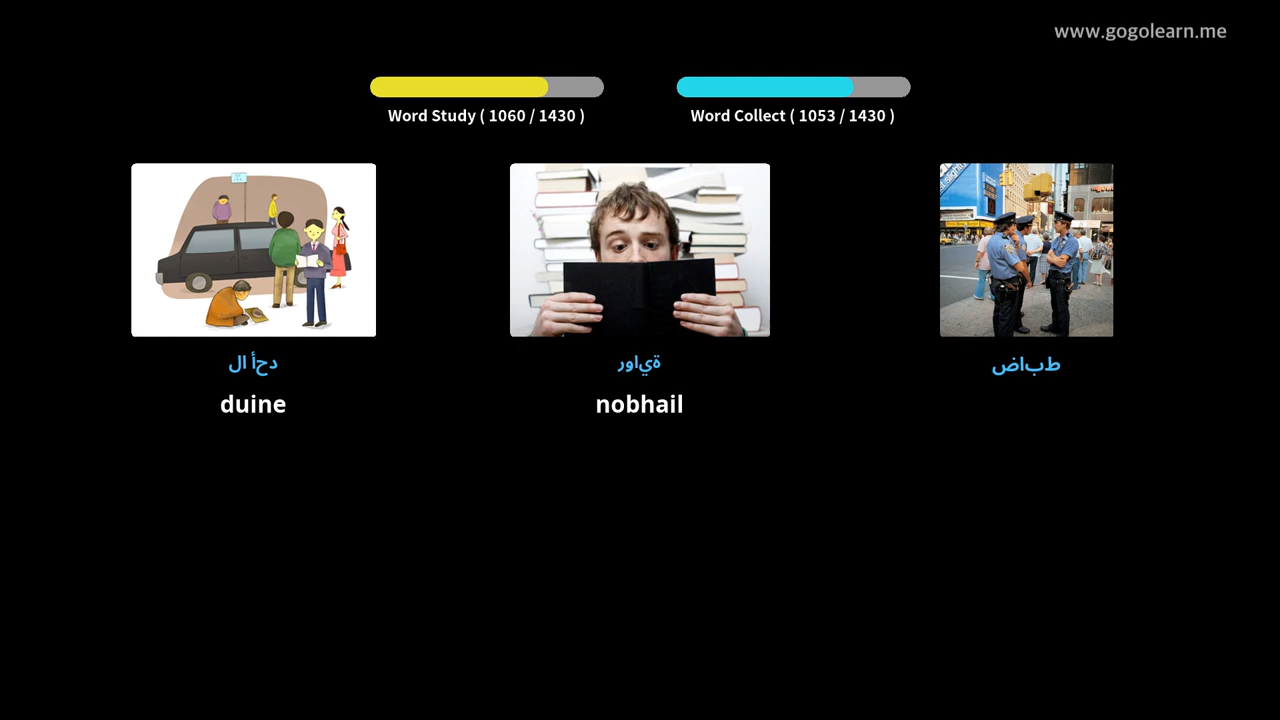 www.gogolearn.me
Word Study ( 1060 / 1430 )
Word Collect ( 1053 / 1430 )
دحأ ال
ةياور
طباض
duine
nobhail